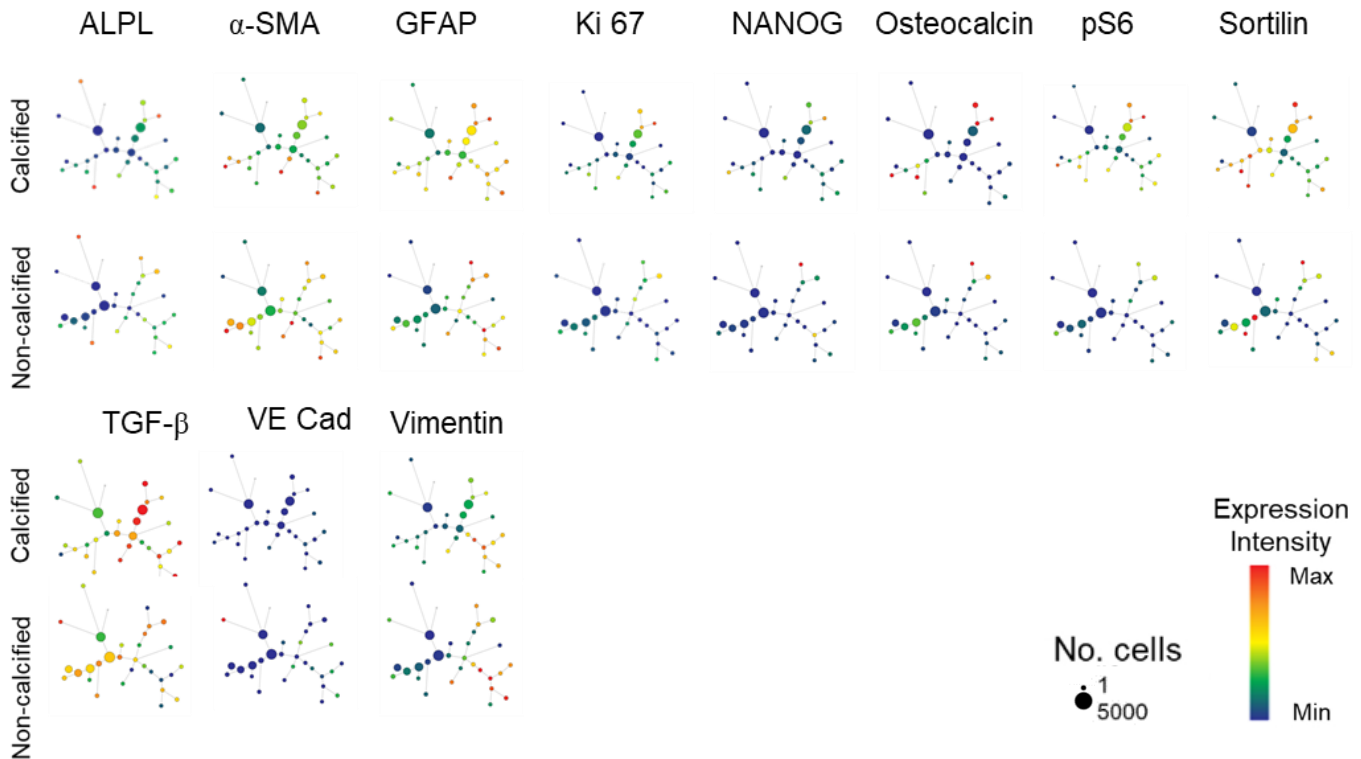 ALPL α-SMA GFAP Ki 67 NANOG Osteocalcin pS6 Sortilin
Calcified
Non-calcified
TGF-β VE Cad Vimentin
Calcified
Non-calcified
Expression
Intensity
Max
Min
No. cells
1
5000